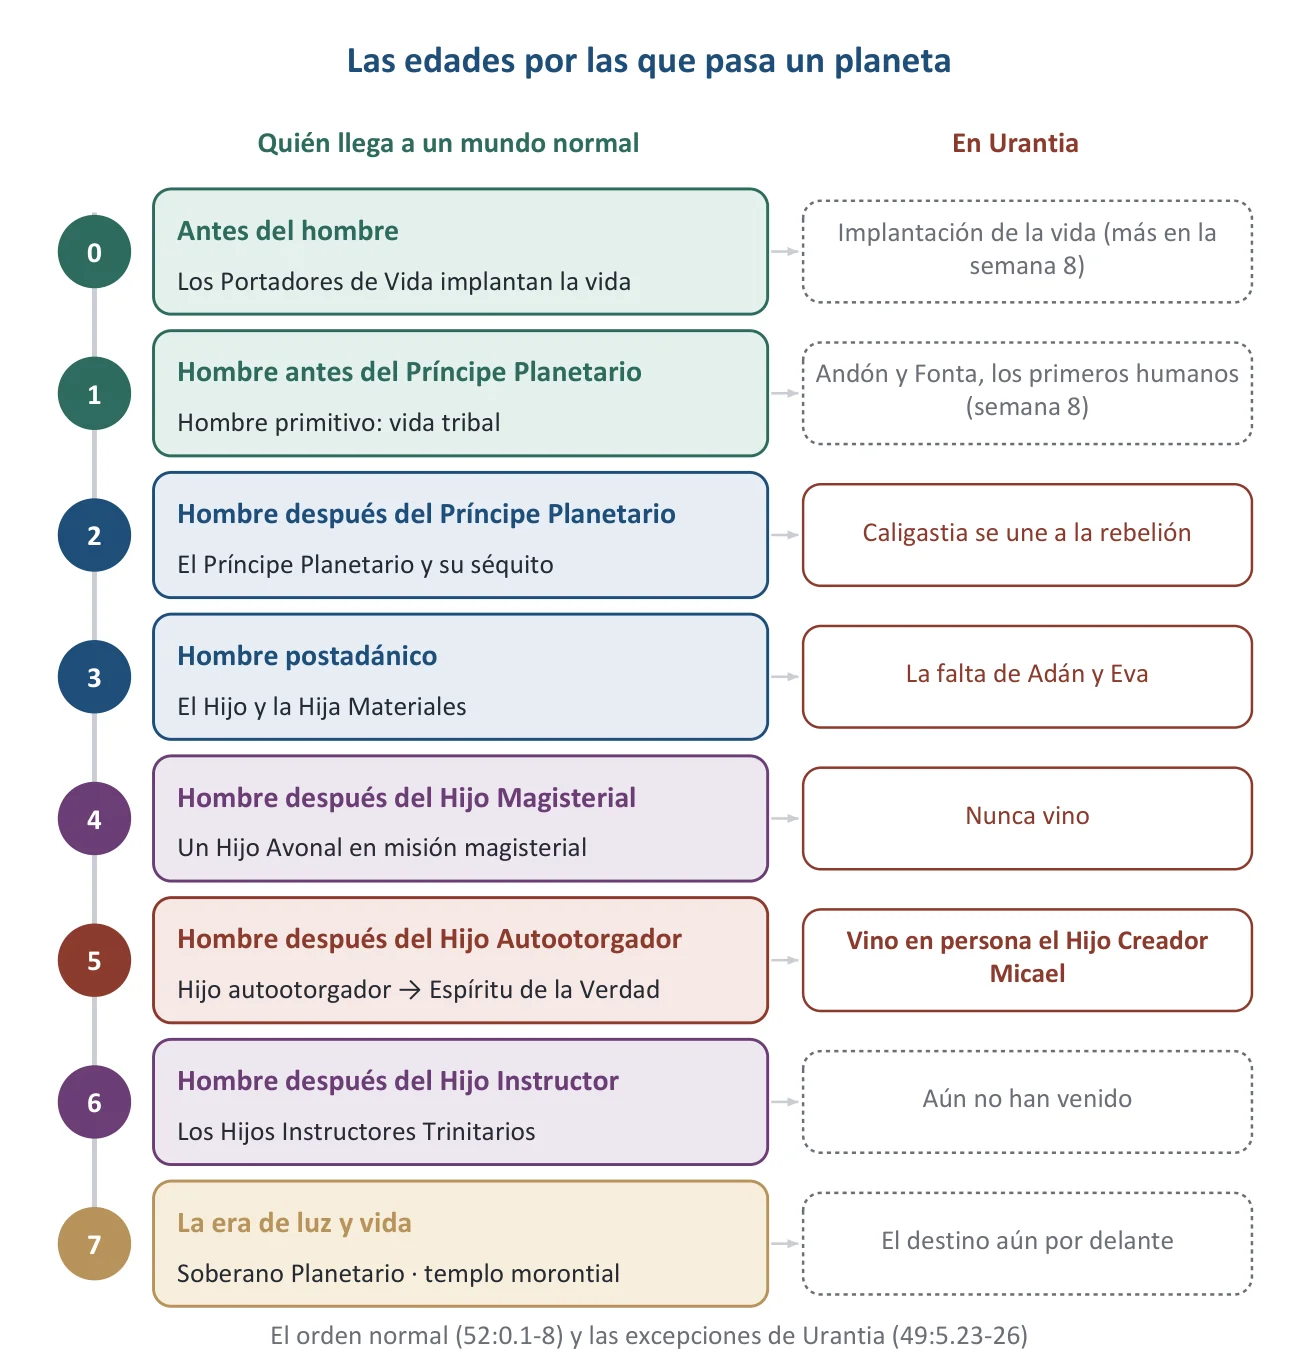 Las edades por las que pasa un planeta
Quién llega a un mundo normal
En Urantia
0
Antes del hombre
Los Portadores de Vida implantan la vida
Implantación de la vida (más en la
semana 8)
1
Hombre antes del Príncipe Planetario
Hombre primitivo: vida tribal
Andón y Fonta, los primeros humanos
(semana 8)
2
Hombre después del Príncipe Planetario
El Príncipe Planetario y su séquito
Caligastia se une a la rebelión
3
Hombre postadánico
El Hijo y la Hija Materiales
La falta de Adán y Eva
4
Hombre después del Hijo Magisterial
Un Hijo Avonal en misión magisterial
Nunca vino
5
Hombre después del Hijo Autootorgador
Hijo autootorgador → Espíritu de la Verdad
Vino en persona el Hijo Creador
Micael
6
Hombre después del Hijo Instructor
Los Hijos Instructores Trinitarios
Aún no han venido
7
La era de luz y vida
Soberano Planetario · templo morontial
El destino aún por delante
El orden normal (52:0.1-8) y las excepciones de Urantia (49:5.23-26)